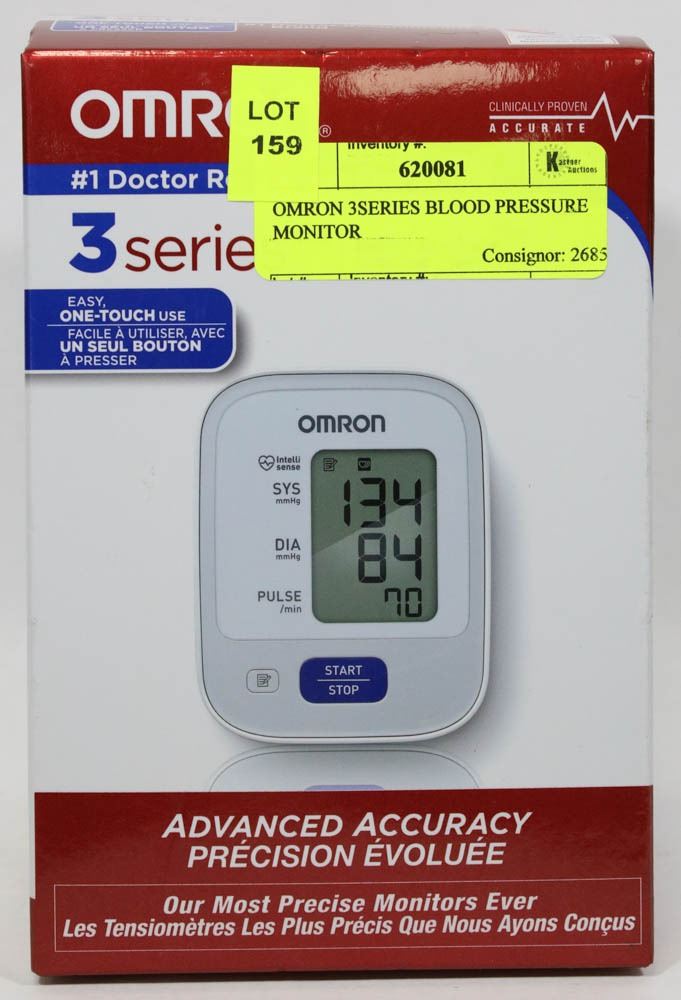 OMR
®
LOT
159
CLINICALLY PROVEN
ACCURATE
Inventory #:
620081
Kastner
Auctions
#1 Doctor
OMRON 3SERIES BLOOD PRESSURE
MONITOR
Consignor: 2685
3 serie
EASY,
ONE-TOUCH USE
FACILE À UTILISER, AVEC
UN SEUL BOUTON
À PRESSER
OMRON
Intelli
sense
SYS
mmHg
134
DIA
mmHg
84
PULSE
/min
70
START
STOP
ADVANCED ACCURACY
PRÉCISION ÉVOLUÉE
Our Most Precise Monitors Ever
Les Tensiomètres Les Plus Précis Que Nous Ayons Conçus